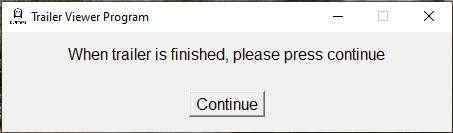 Trailer Viewer Program
When trailer is finished, please press continue
Continue